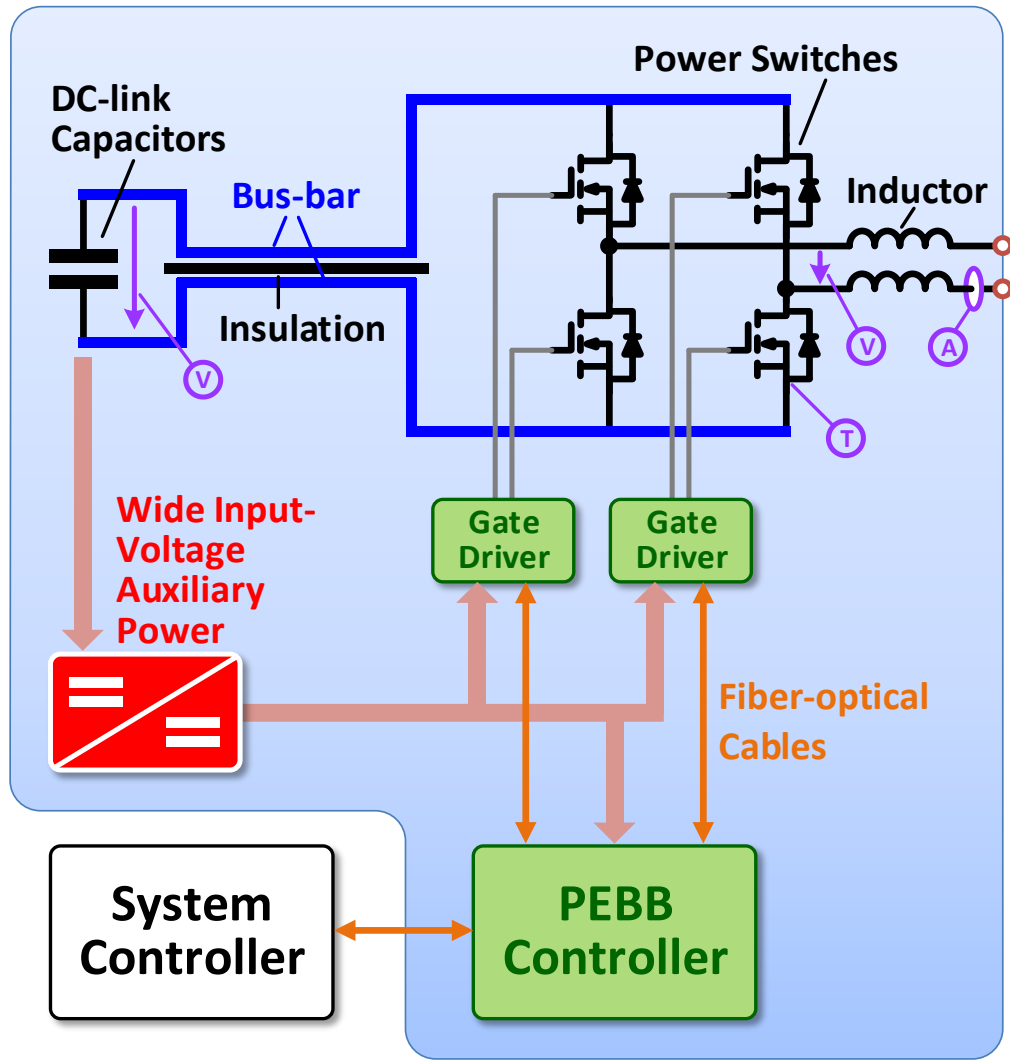 Power Switches
DC-link
Capacitors
Bus-bar
Inductor
Insulation
V
V
A
T
Wide Input-
Voltage
Auxiliary
Power
Gate
Driver
Gate
Driver
Fiber-optical
Cables
System
Controller
PEBB
Controller